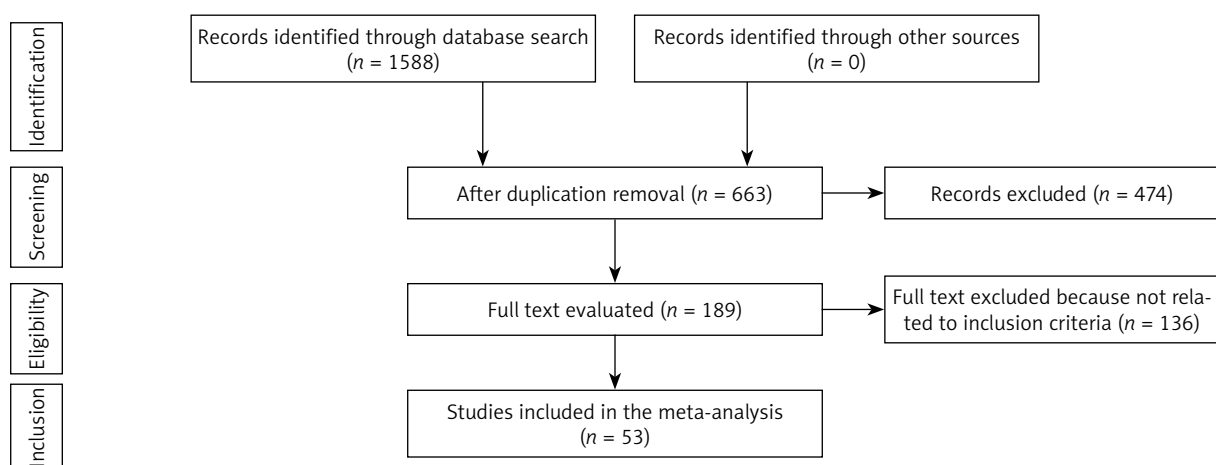 Identification
Records identified through database search
(n = 1588)
Records identified through other sources
(n = 0)
Screening
After duplication removal (n = 663)
Records excluded (n = 474)
Eligibility
Full text evaluated (n = 189)
Full text excluded because not rela-
ted to inclusion criteria (n = 136)
Inclusion
Studies included in the meta-analysis
(n = 53)